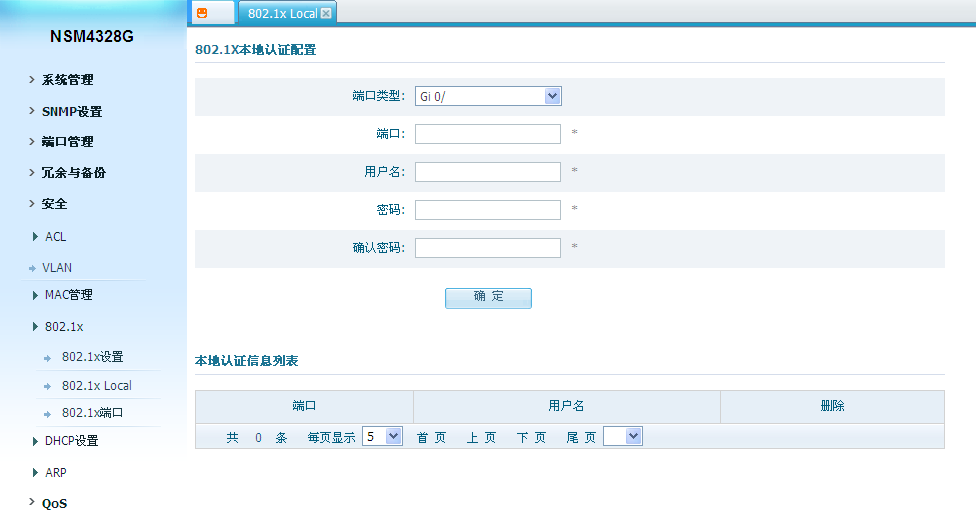 NSM4328G
系统管理
SNMP设置
端口管理
冗余与备份
安全
ACL
VLAN
MAC管理
802.1x
802.1x设置
802.1x Local
802.1x端口
DHCP设置
ARP
QoS
802.1x Local
802.1X本地认证配置
端口类型: Gi 0/
端口: *
用户名: *
密码: *
确认密码: *
确 定
本地认证信息列表
端口 用户名 删除
共 0 条 每页显示 5 首 页 上 页 下 页 尾 页